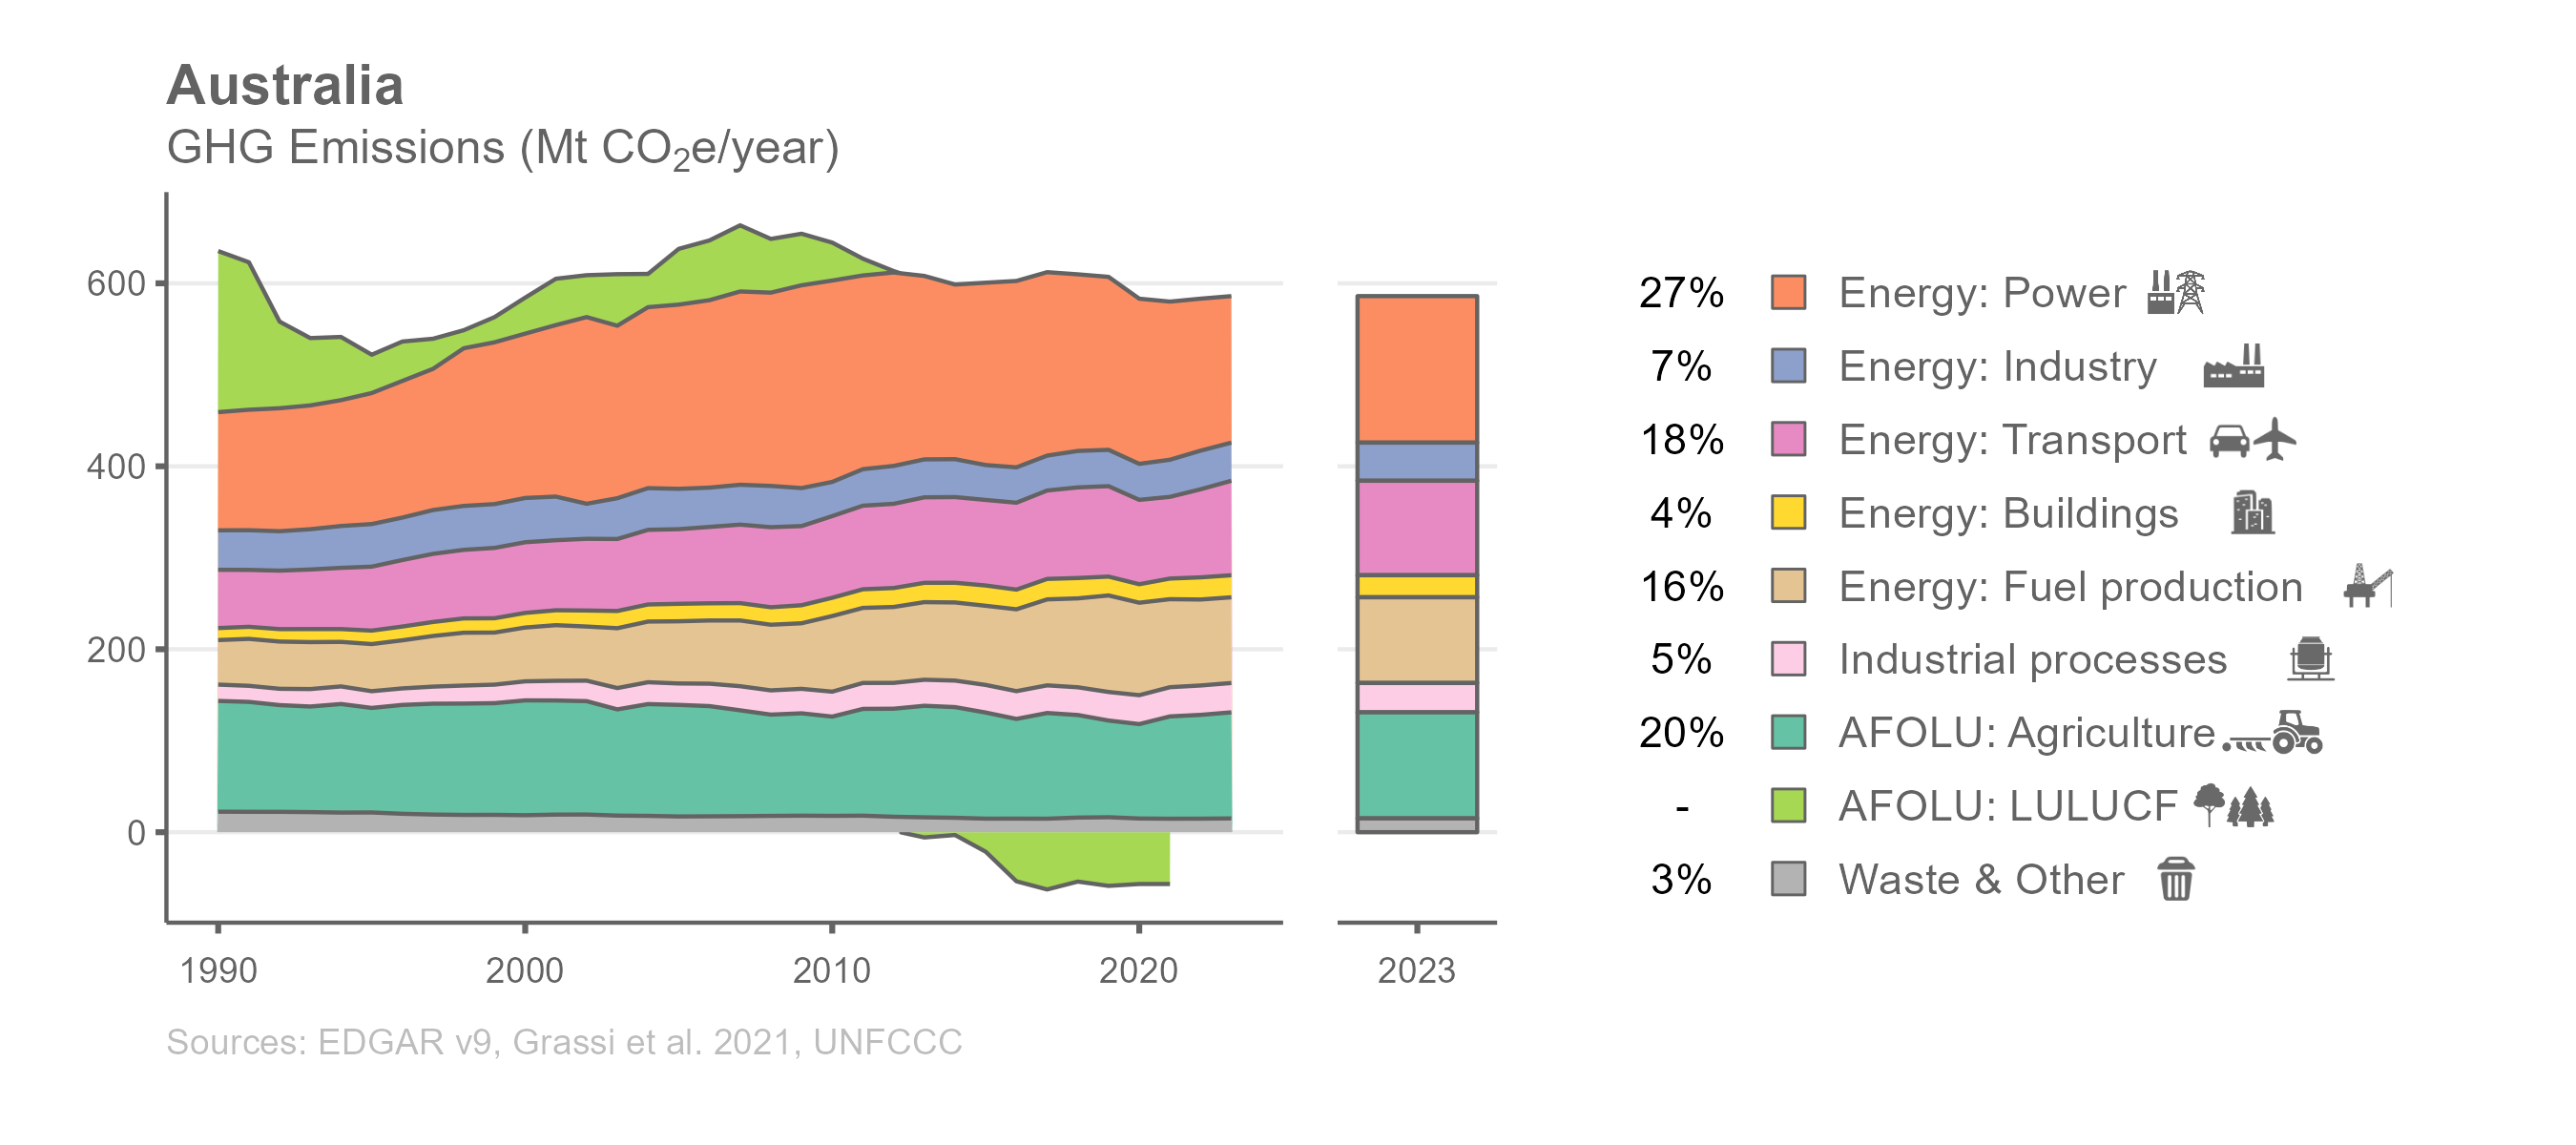 Australia
GHG Emissions (Mt CO₂e/year)
600
400
200
0
1990 2000 2010 2020 2023
27% Energy: Power
7% Energy: Industry
18% Energy: Transport
4% Energy: Buildings
16% Energy: Fuel production
5% Industrial processes
20% AFOLU: Agriculture
- AFOLU: LULUCF
3% Waste & Other
Sources: EDGAR v9, Grassi et al. 2021, UNFCCC